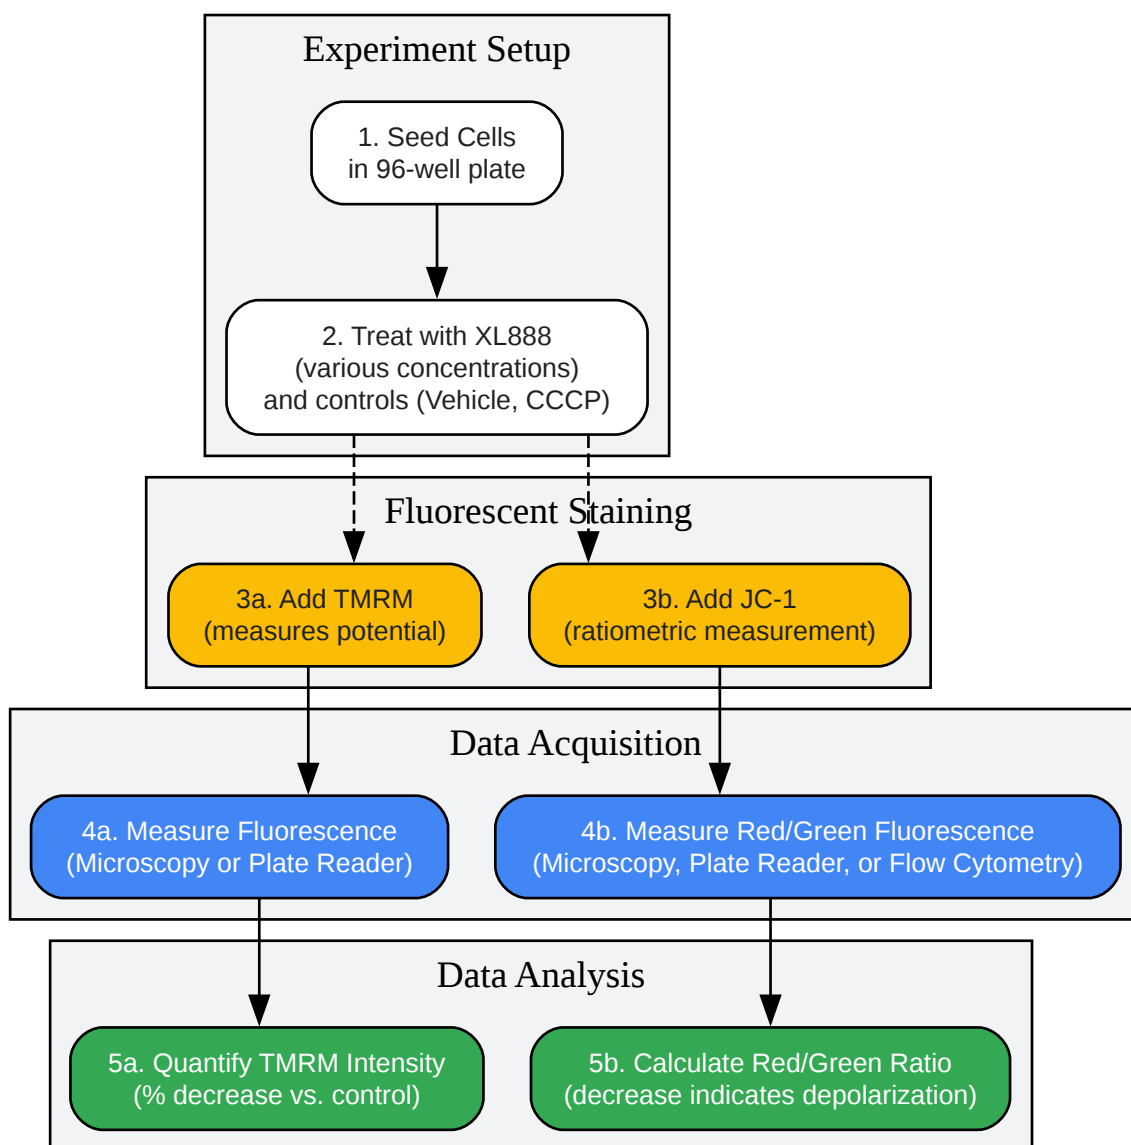 Experiment Setup
1. Seed Cells
in 96-well plate
2. Treat with XL888
(various concentrations)
and controls (Vehicle, CCCP)
Fluorescent Staining
3a. Add TMRM
(measures potential)
3b. Add JC-1
(ratiometric measurement)
Data Acquisition
4a. Measure Fluorescence
(Microscopy or Plate Reader)
4b. Measure Red/Green Fluorescence
(Microscopy, Plate Reader, or Flow Cytometry)
Data Analysis
5a. Quantify TMRM Intensity
(% decrease vs. control)
5b. Calculate Red/Green Ratio
(decrease indicates depolarization)